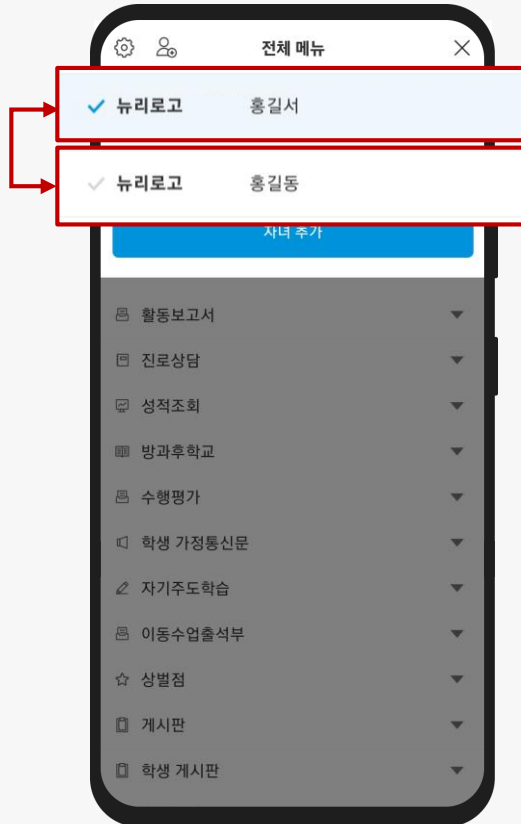 전체 메뉴
뉴리로고 홍길서
뉴리로고 홍길동
자녀 추가
활동보고서
진로상담
성적조회
방과후학교
수행평가
학생 가정통신문
자기주도학습
이동수업출석부
상벌점
게시판
학생 게시판